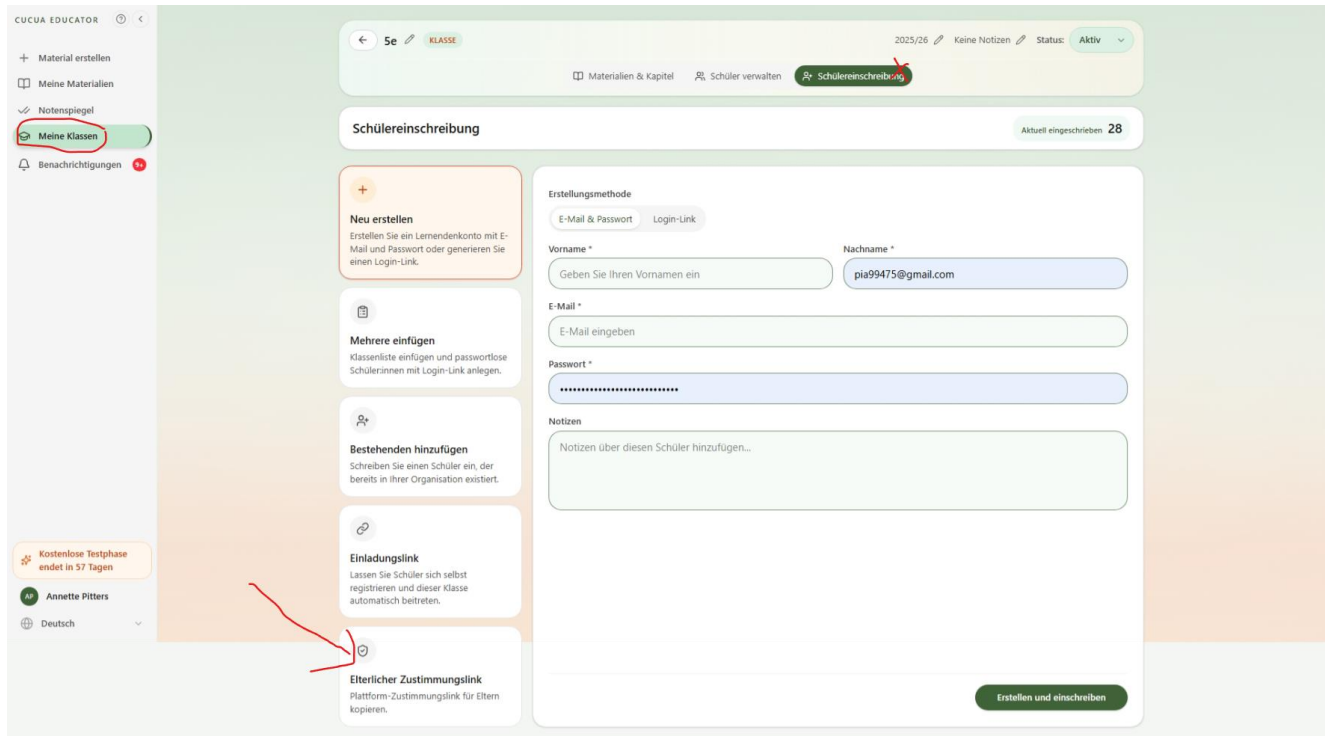 CUCUA EDUCATOR
Material erstellen
Meine Materialien
Notenspiegel
Meine Klassen
Benachrichtigungen 9+
Kostenlose Testphase
endet in 57 Tagen
AP Annette Pitters
Deutsch
5e KLASSE
2025/26 Keine Notizen Status: Aktiv
Materialien & Kapitel Schüler verwalten Schülereinschreibung
Schülereinschreibung
Aktuell eingeschrieben 28
Neu erstellen
Erstellen Sie ein Lernendenkonto mit E-
Mail und Passwort oder generieren Sie
einen Login-Link.
Mehrere einfügen
Klassenliste einfügen und passwortlose
Schüler:innen mit Login-Link anlegen.
Bestehenden hinzufügen
Schreiben Sie einen Schüler ein, der
bereits in Ihrer Organisation existiert.
Einladungslink
Lassen Sie Schüler sich selbst
registrieren und dieser Klasse
automatisch beitreten.
Elterlicher Zustimmungslink
Plattform-Zustimmungslink für Eltern
kopieren.
Erstellungsmethode
E-Mail & Passwort Login-Link
Vorname * Nachname *
Geben Sie Ihren Vornamen ein pia99475@gmail.com
E-Mail *
E-Mail eingeben
Passwort *
••••••••••••••••••••••••••••
Notizen
Notizen über diesen Schüler hinzufügen...
Erstellen und einschreiben